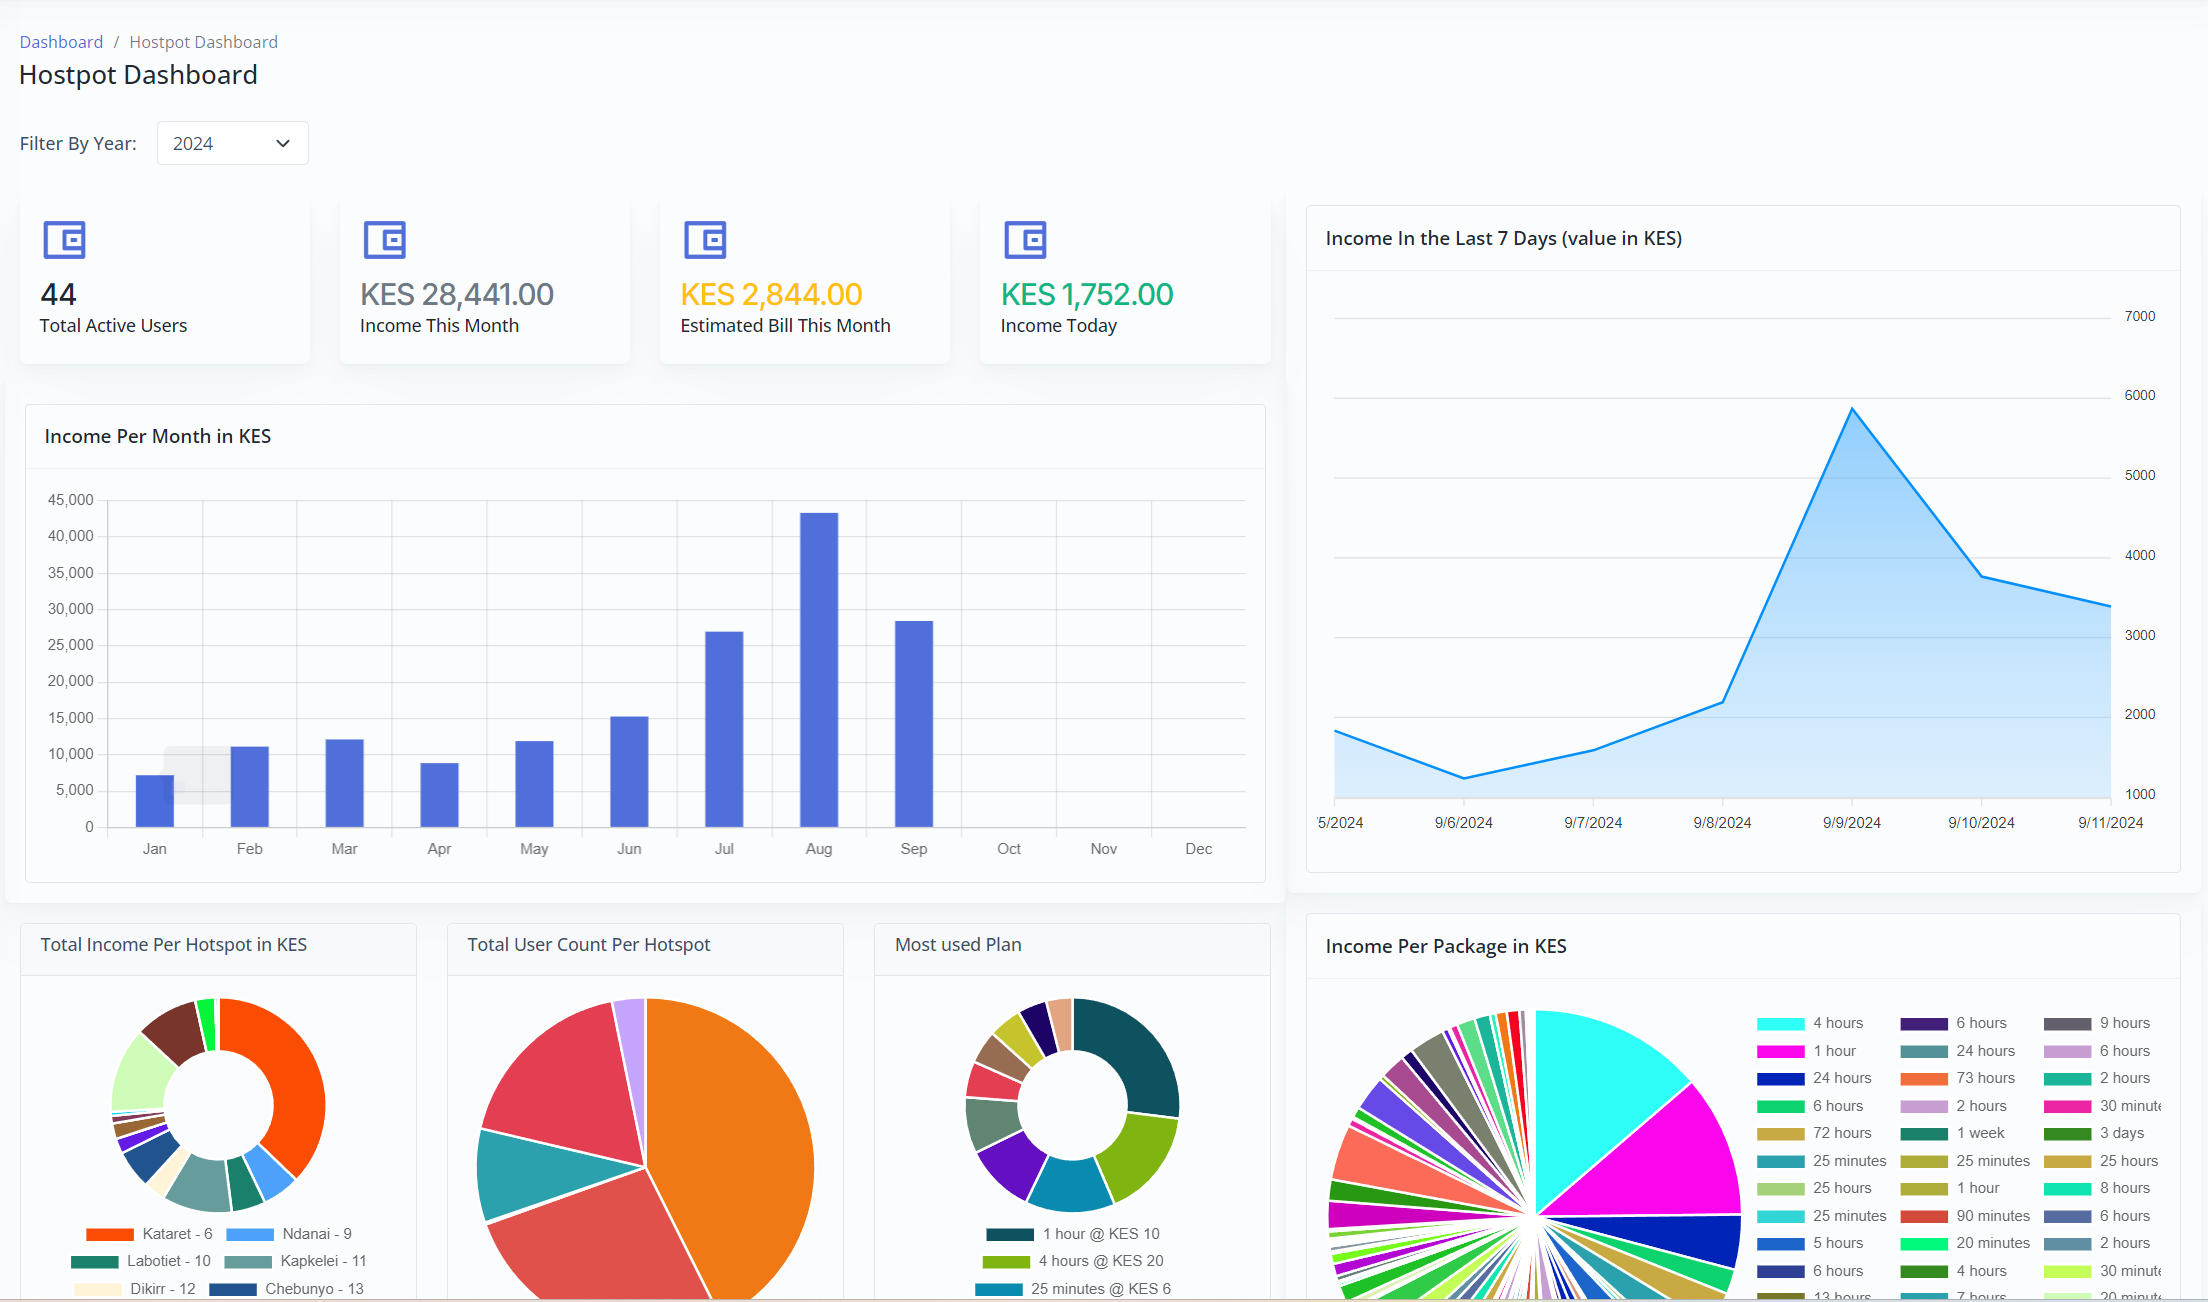 Dashboard / Hostpot Dashboard
Hostpot Dashboard
Filter By Year: 2024
44
Total Active Users
KES 28,441.00
Income This Month
KES 2,844.00
Estimated Bill This Month
KES 1,752.00
Income Today
Income Per Month in KES
45,000
40,000
35,000
30,000
25,000
20,000
15,000
10,000
5,000
0
Jan Feb Mar Apr May Jun Jul Aug Sep Oct Nov Dec
Income In the Last 7 Days (value in KES)
7000
6000
5000
4000
3000
2000
1000
5/2024 9/6/2024 9/7/2024 9/8/2024 9/9/2024 9/10/2024 9/11/2024
Total Income Per Hotspot in KES
Kataret - 6 Ndanai - 9
Labotiet - 10 Kapkelei - 11
Dikirr - 12 Chebunyo - 13
Total User Count Per Hotspot
Most used Plan
1 hour @ KES 10
4 hours @ KES 20
25 minutes @ KES 6
Income Per Package in KES
4 hours 6 hours 9 hours
1 hour 24 hours 6 hours
24 hours 73 hours 2 hours
6 hours 2 hours 30 minute
72 hours 1 week 3 days
25 minutes 25 minutes 25 hours
25 hours 1 hour 8 hours
25 minutes 90 minutes 6 hours
5 hours 20 minutes 2 hours
6 hours 4 hours 30 minute
13 hours 7 hours 20 minute